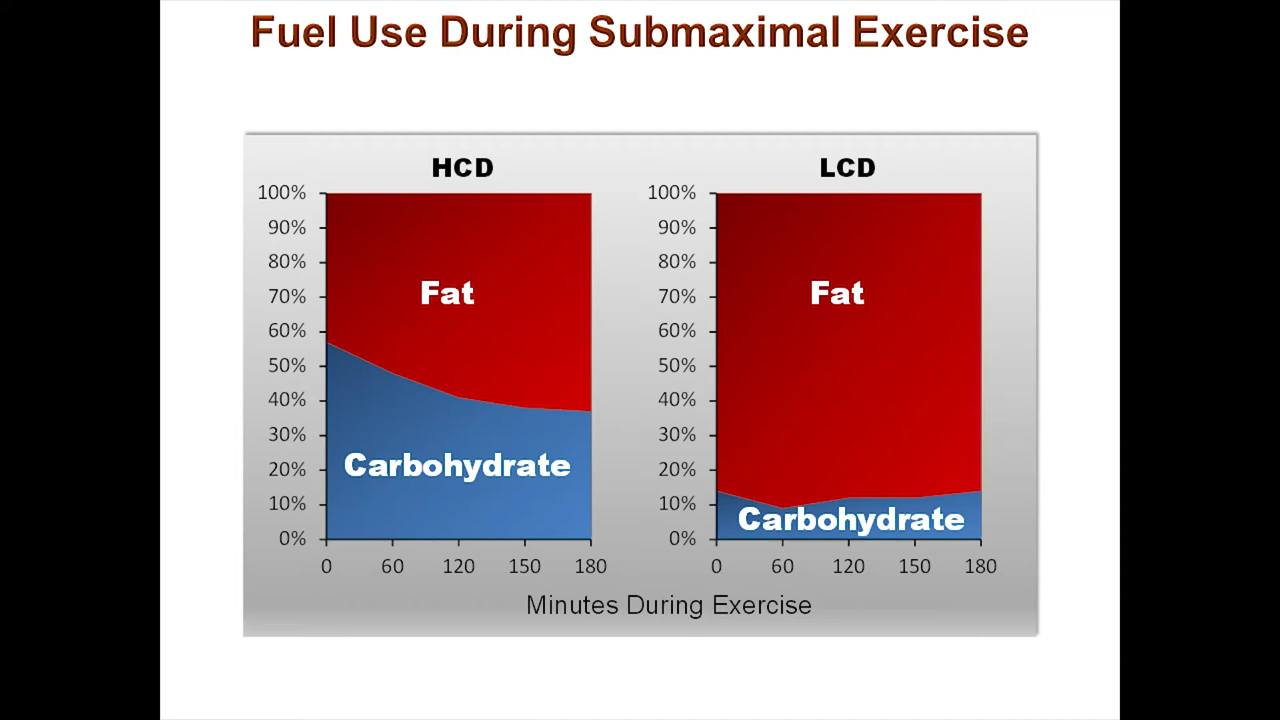 Fuel Use During Submaximal Exercise
HCD
LCD
100%
90%
80%
70%
60%
50%
40%
30%
20%
10%
0%
Fat
Carbohydrate
0 60 120 150 180
100%
90%
80%
70%
60%
50%
40%
30%
20%
10%
0%
Fat
Carbohydrate
0 60 120 150 180
Minutes During Exercise